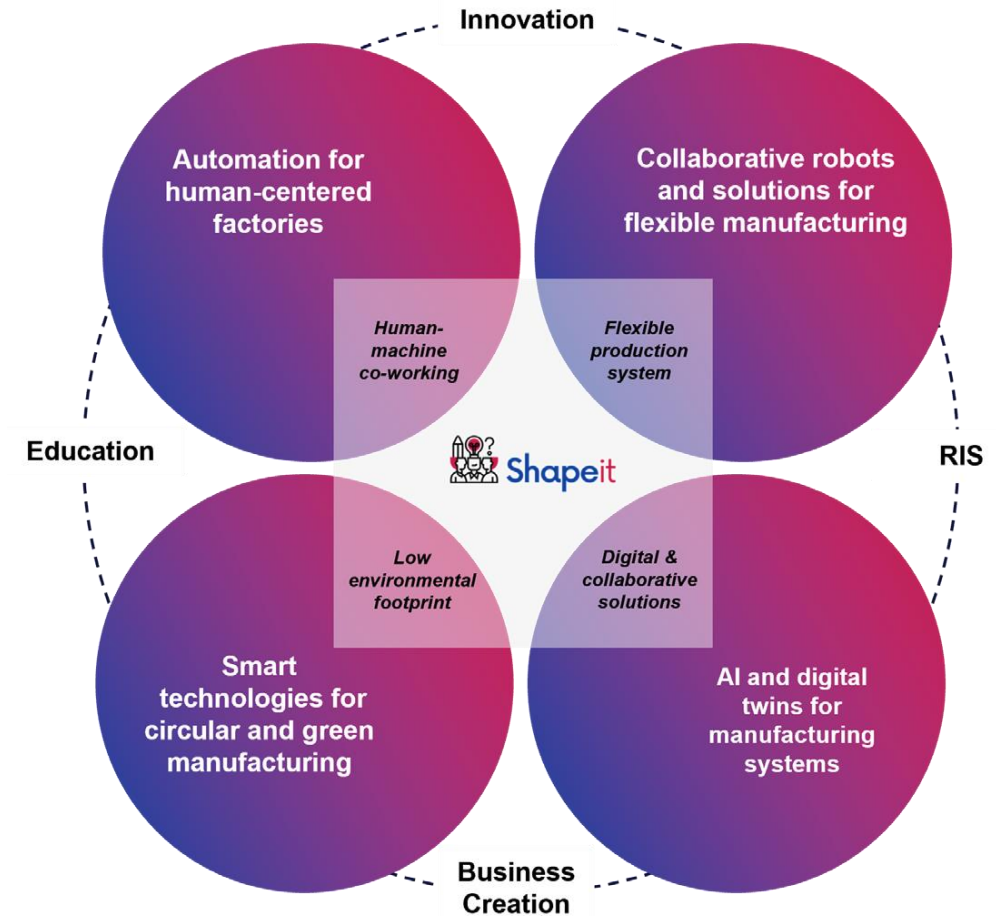 Innovation
Automation for
human-centered
factories
Collaborative robots
and solutions for
flexible manufacturing
Human-
machine
co-working
Flexible
production
system
Education
?
Shapeit
RIS
Low
environmental
footprint
Digital &
collaborative
solutions
Smart
technologies for
circular and green
manufacturing
AI and digital
twins for
manufacturing
systems
Business
Creation